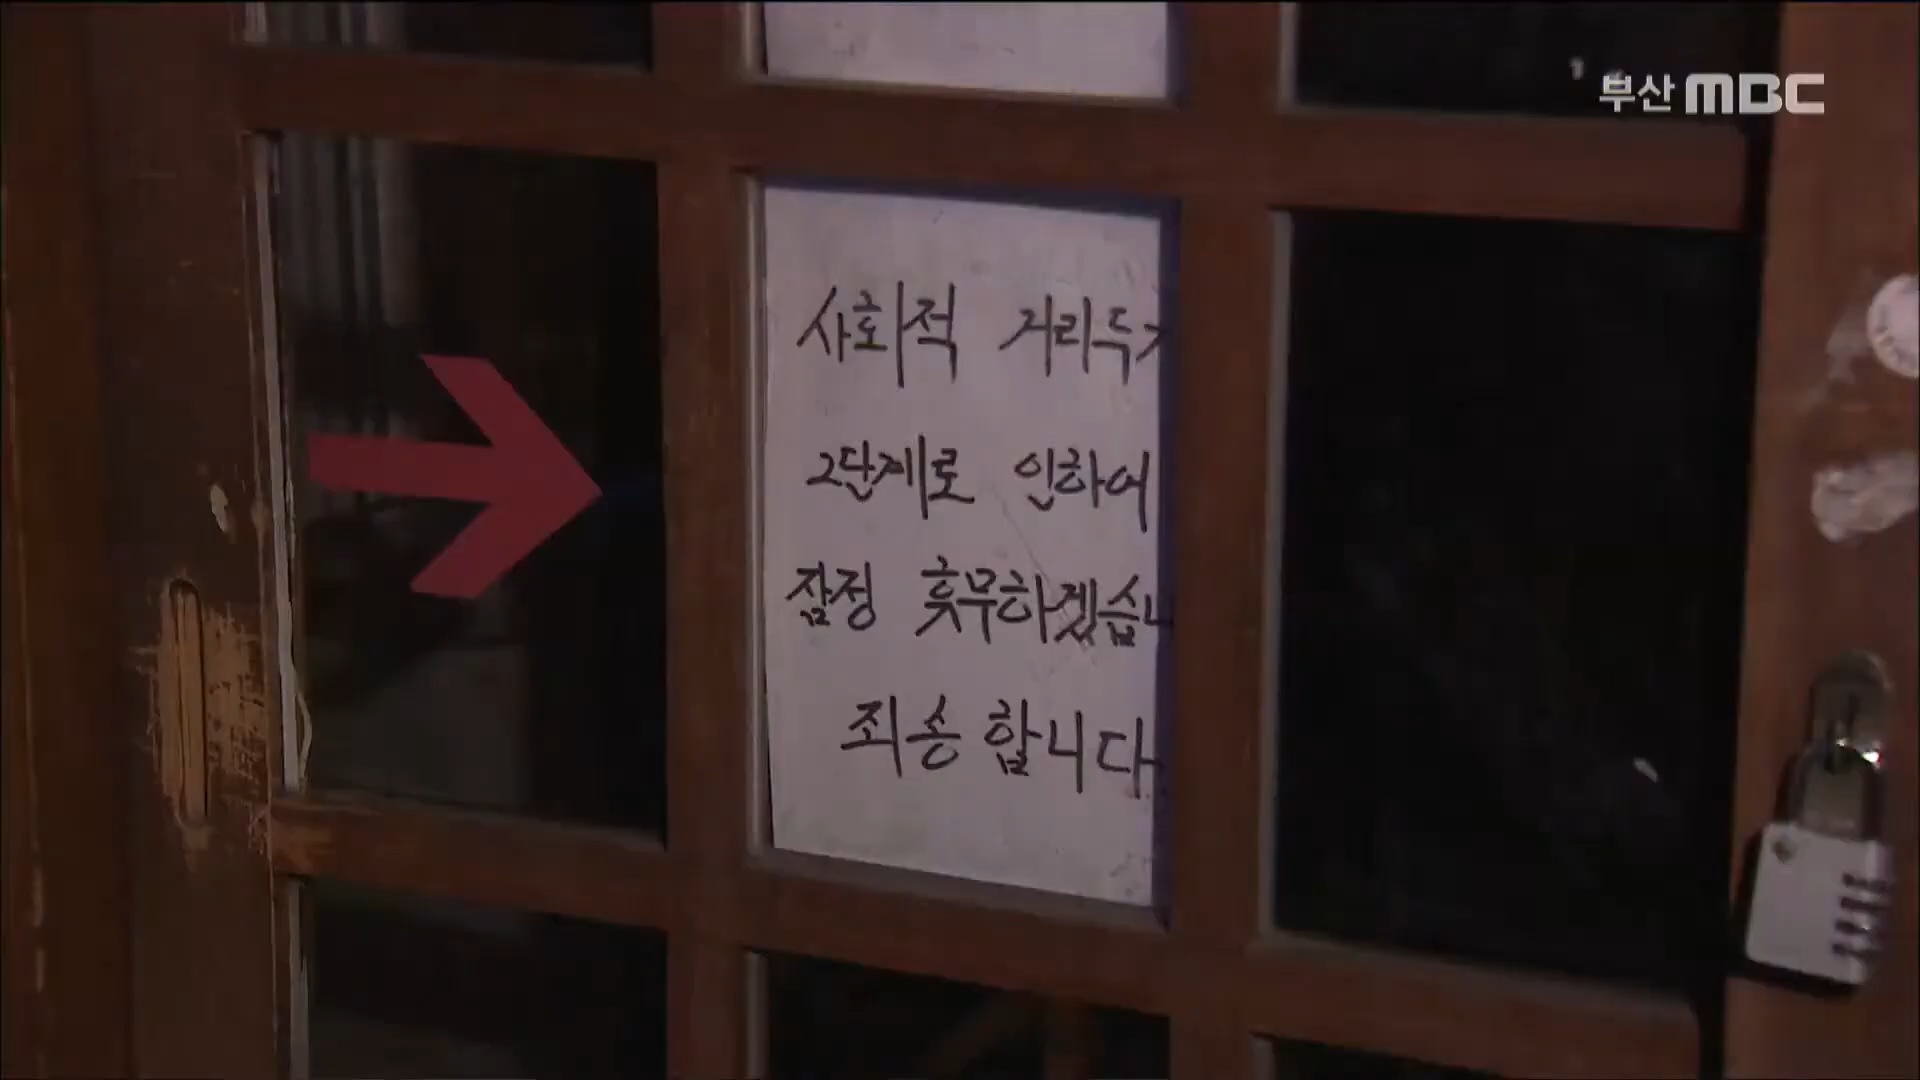 부산 MBC
사회적 거리두
2단계로 인하여
잠정 휴무하겠습니
죄송합니다